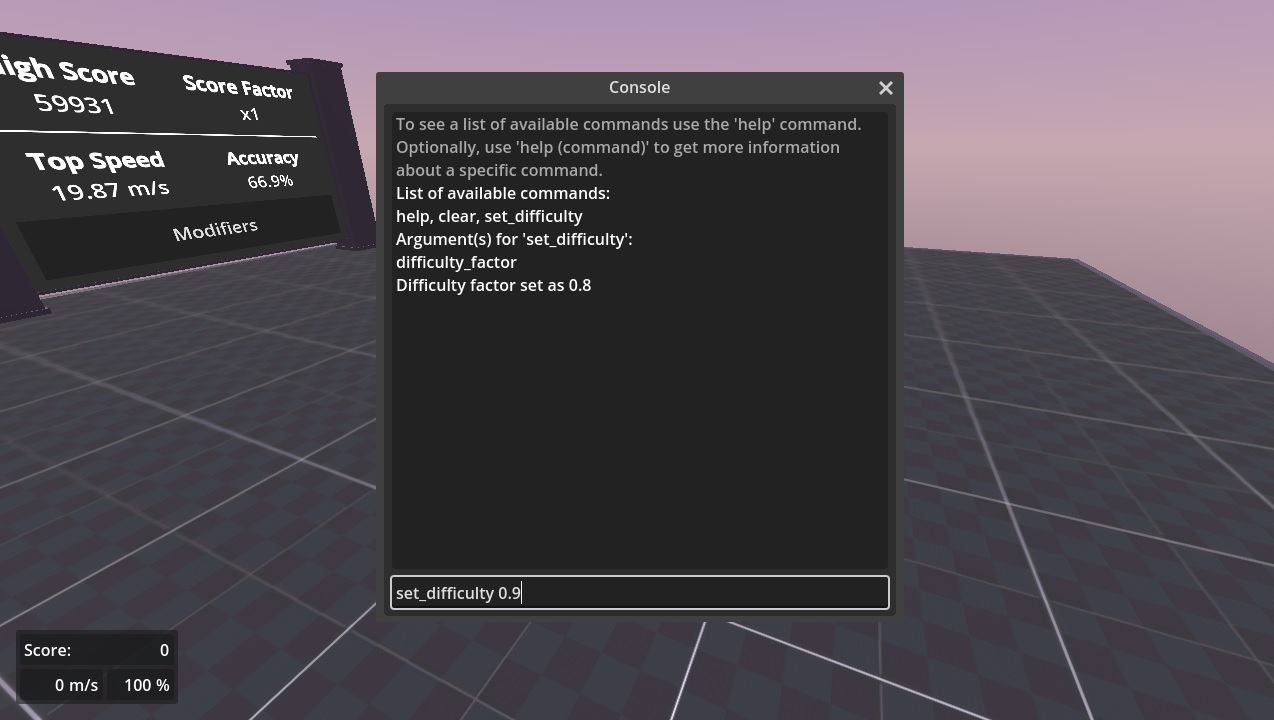 High Score
59931
Score Factor
x1
Top Speed
19.87 m/s
Accuracy
66.9%
Modifiers
Console
To see a list of available commands use the 'help' command.
Optionally, use 'help (command)' to get more information
about a specific command.
List of available commands:
help, clear, set_difficulty
Argument(s) for 'set_difficulty':
difficulty_factor
Difficulty factor set as 0.8
set_difficulty 0.9
Score: 0
0 m/s 100 %